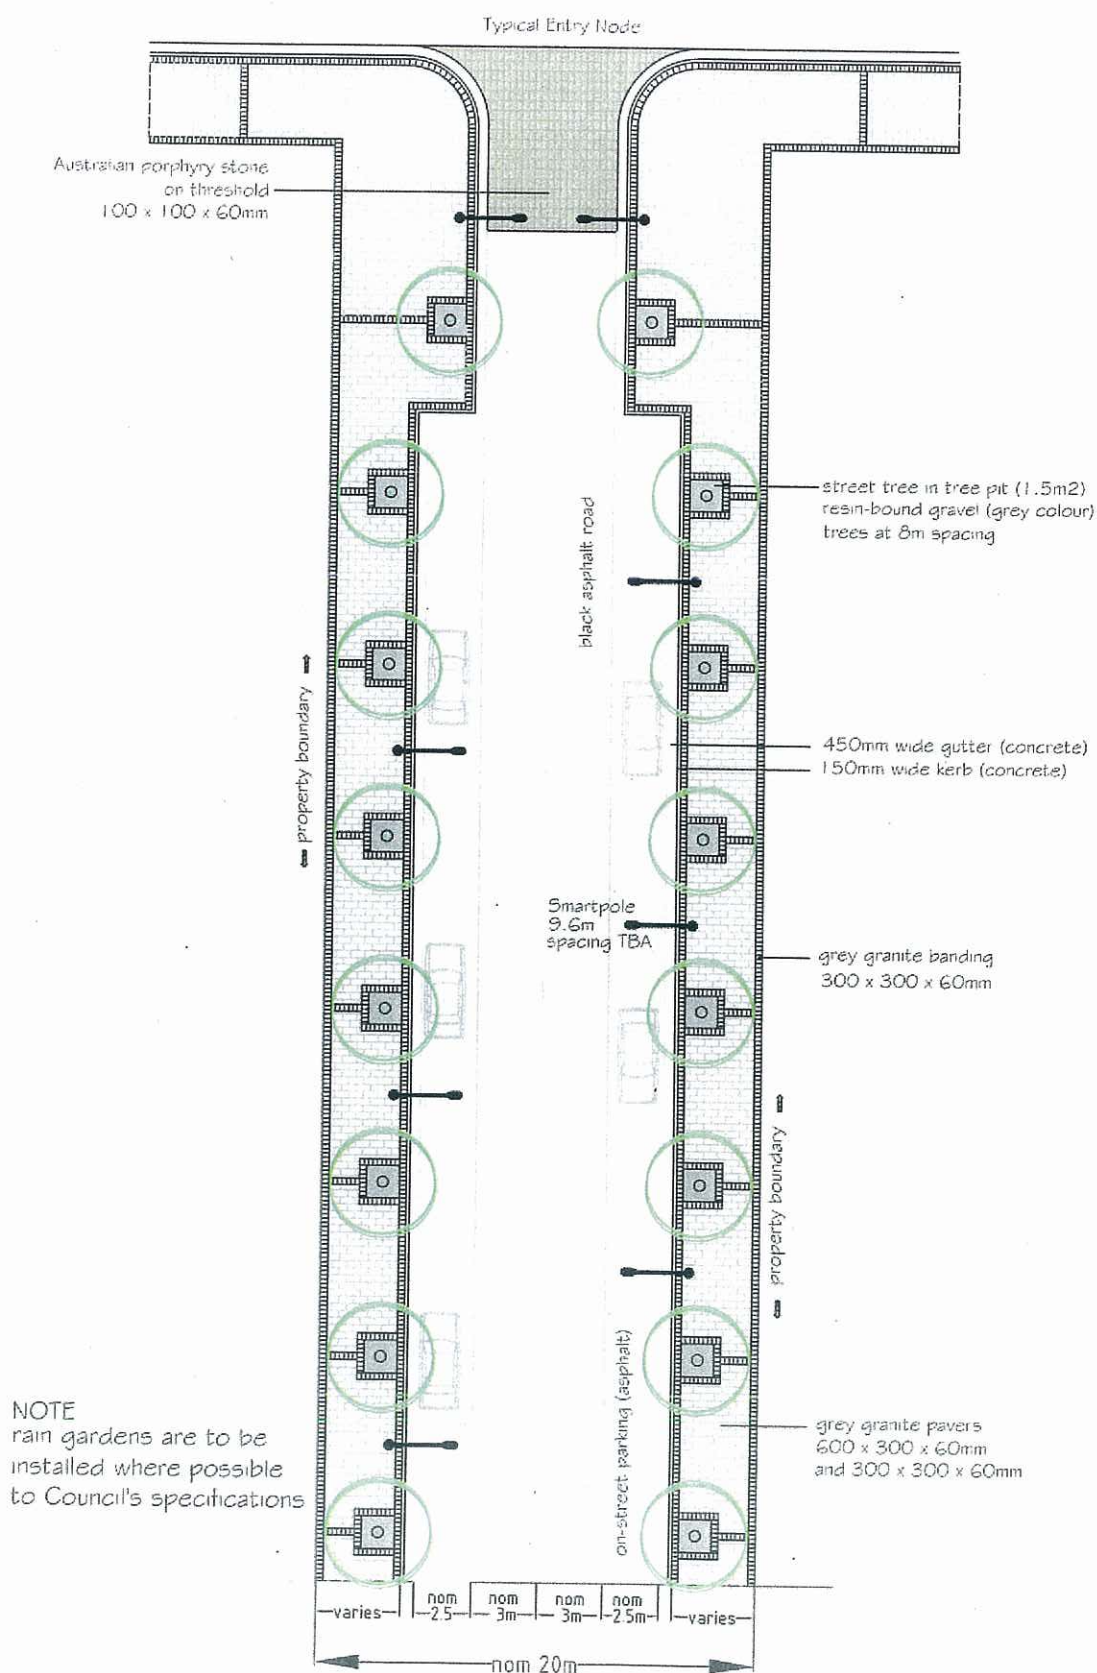 Typical Entry Node
Australian porphyry stone
on threshold
100 x 100 x 60mm
street tree in tree pit (1.5m2)
resin-bound gravel (grey colour)
trees at 8m spacing
black asphalt road
property boundary
450mm wide gutter (concrete)
150mm wide kerb (concrete)
Smartpole
9.6m
spacing TBA
grey granite banding
300 x 300 x 60mm
property boundary
on-street parking (asphalt)
NOTE
rain gardens are to be
installed where possible
to Council's specifications
grey granite pavers
600 x 300 x 60mm
and 300 x 300 x 60mm
varies
nom
2.5
nom
3m
nom
3m
nom
2.5m
varies
nom 20m